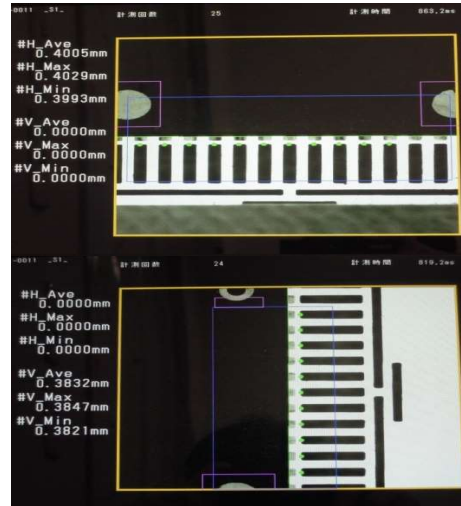 -0011 _S1_ 計測回数 25 計測時間 863.2ms
#H_Ave
0.4005mm
#H_Max
0.4029mm
#H_Min
0.3993mm
#V_Ave
0.0000mm
#V_Max
0.0000mm
#V_Min
0.0000mm
-0011 _S1_ 計測回数 24 計測時間 819.2ms
#H_Ave
0.0000mm
#H_Max
0.0000mm
#H_Min
0.0000mm
#V_Ave
0.3832mm
#V_Max
0.3847mm
#V_Min
0.3821mm